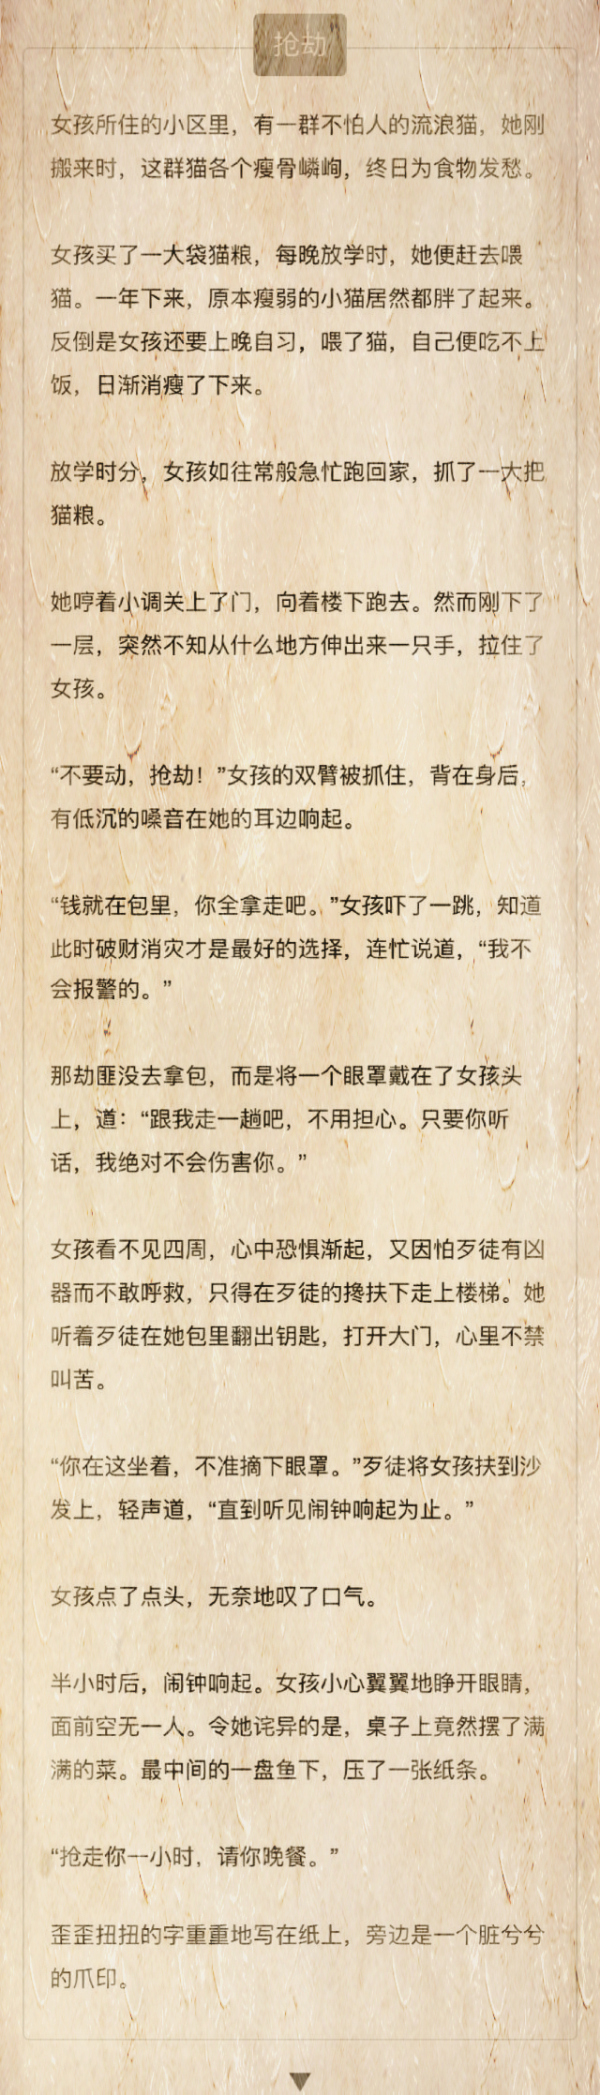 抢劫
女孩所住的小区里，有一群不怕人的流浪猫，她刚
搬来时，这群猫各个瘦骨嶙峋，终日为食物发愁。
女孩买了一大袋猫粮，每晚放学时，她便赶去喂
猫。一年下来，原本瘦弱的小猫居然都胖了起来。
反倒是女孩还要上晚自习，喂了猫，自己便吃不上
饭，日渐消瘦了下来。
放学时分，女孩如往常般急忙跑回家，抓了一大把
猫粮。
她哼着小调关上了门，向着楼下跑去。然而刚下了
一层，突然不知从什么地方伸出来一只手，拉住了
女孩。
“不要动，抢劫！”女孩的双臂被抓住，背在身后，
有低沉的嗓音在她的耳边响起。
“钱就在包里，你全拿走吧。”女孩吓了一跳，知道
此时破财消灾才是最好的选择，连忙说道，“我不
会报警的。”
那劫匪没去拿包，而是将一个眼罩戴在了女孩头
上，道：“跟我走一趟吧，不用担心。只要你听
话，我绝对不会伤害你。”
女孩看不见四周，心中恐惧渐起，又因怕歹徒有凶
器而不敢呼救，只得在歹徒的搀扶下走上楼梯。她
听着歹徒在她包里翻出钥匙，打开大门，心里不禁
叫苦。
“你在这坐着，不准摘下眼罩。”歹徒将女孩扶到沙
发上，轻声道，“直到听见闹钟响起为止。”
女孩点了点头，无奈地叹了口气。
半小时后，闹钟响起。女孩小心翼翼地睁开眼睛，
面前空无一人。令她诧异的是，桌子上竟然摆了满
满的菜。最中间的一盘鱼下，压了一张纸条。
“抢走你一小时，请你晚餐。”
歪歪扭扭的字重重地写在纸上，旁边是一个脏兮兮
的爪印。